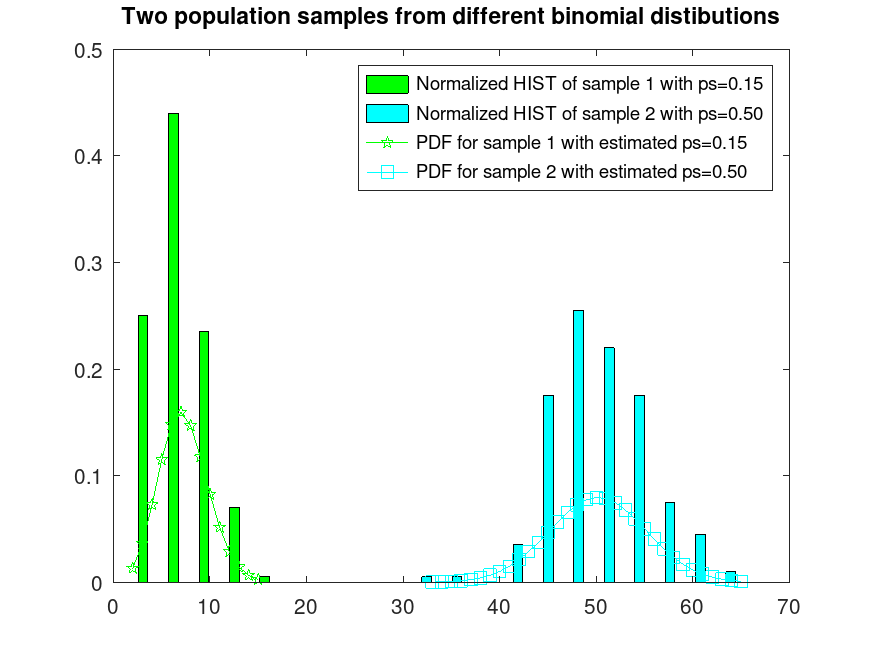 Two population samples from different binomial distibutions
0.5
0.4
0.3
0.2
0.1
0
Normalized HIST of sample 1 with ps=0.15
Normalized HIST of sample 2 with ps=0.50
PDF for sample 1 with estimated ps=0.15
PDF for sample 2 with estimated ps=0.50
0 10 20 30 40 50 60 70